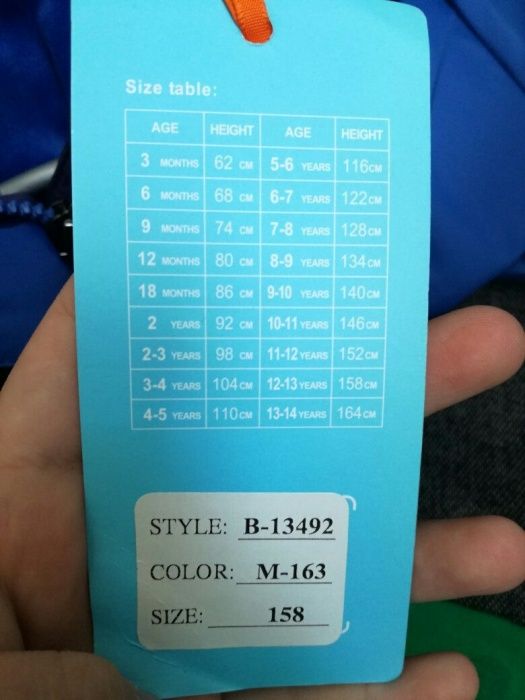 Size table:
AGE HEIGHT AGE HEIGHT
3 MONTHS 62 CM 5-6 YEARS 116CM
6 MONTHS 68 CM 6-7 YEARS 122CM
9 MONTHS 74 CM 7-8 YEARS 128CM
12 MONTHS 80 CM 8-9 YEARS 134CM
18 MONTHS 86 CM 9-10 YEARS 140CM
2 YEARS 92 CM 10-11 YEARS 146CM
2-3 YEARS 98 CM 11-12 YEARS 152CM
3-4 YEARS 104CM 12-13 YEARS 158CM
4-5 YEARS 110CM 13-14 YEARS 164CM
STYLE: B-13492
COLOR: M-163
SIZE: 158